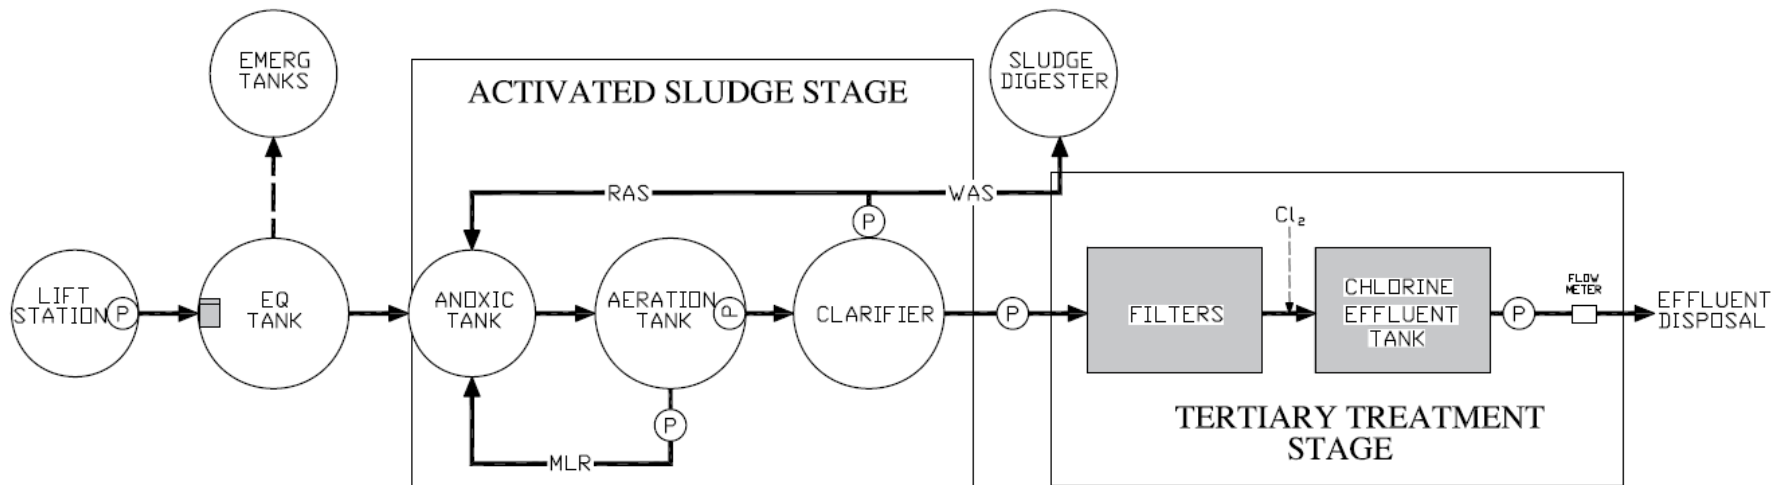 EMERG
TANKS
SLUDGE
DIGESTER
ACTIVATED SLUDGE STAGE
RAS
WAS
P
Cl₂
LIFT
STATION
P
EQ
TANK
ANOXIC
TANK
AERATION
TANK
P
CLARIFIER
P
FILTERS
CHLORINE
EFFLUENT
TANK
P
FLOW
METER
EFFLUENT
DISPOSAL
P
MLR
TERTIARY TREATMENT
STAGE